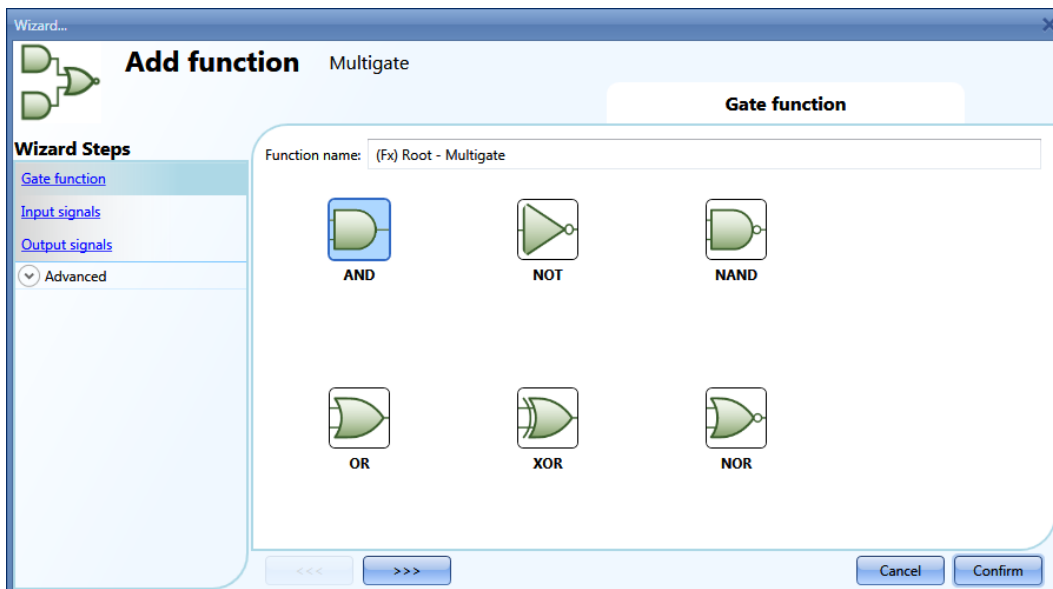 Wizard...
Add function Multigate
Gate function
Wizard Steps
Gate function
Input signals
Output signals
Advanced
Function name: (Fx) Root - Multigate
AND NOT NAND
OR XOR NOR
<<< >>> Cancel Confirm